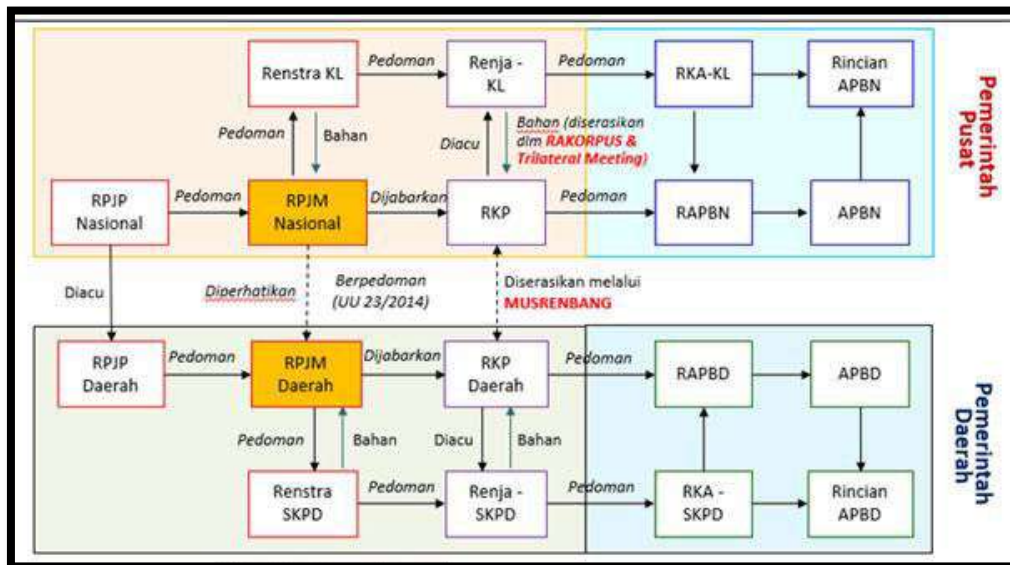 Renstra KL
Pedoman
Renja -
KL
Pedoman
RKA-KL
Rincian
APBN
Pedoman
Bahan
Diacu
Bahan (diserasikan
dlm RAKORPUS &
Trilateral Meeting)
RPJP
Nasional
Pedoman
RPJM
Nasional
Dijabarkan
RKP
Pedoman
RAPBN
APBN
Pemerintah
Pusat
Diacu
Diperhatikan
Berpedoman
(UU 23/2014)
Diserasikan melalui
MUSRENBANG
RPJP
Daerah
Pedoman
RPJM
Daerah
Dijabarkan
RKP
Daerah
Pedoman
RAPBD
APBD
Pedoman
Bahan
Diacu
Bahan
Renstra
SKPD
Pedoman
Renja -
SKPD
Pedoman
RKA -
SKPD
Rincian
APBD
Pemerintah
Daerah